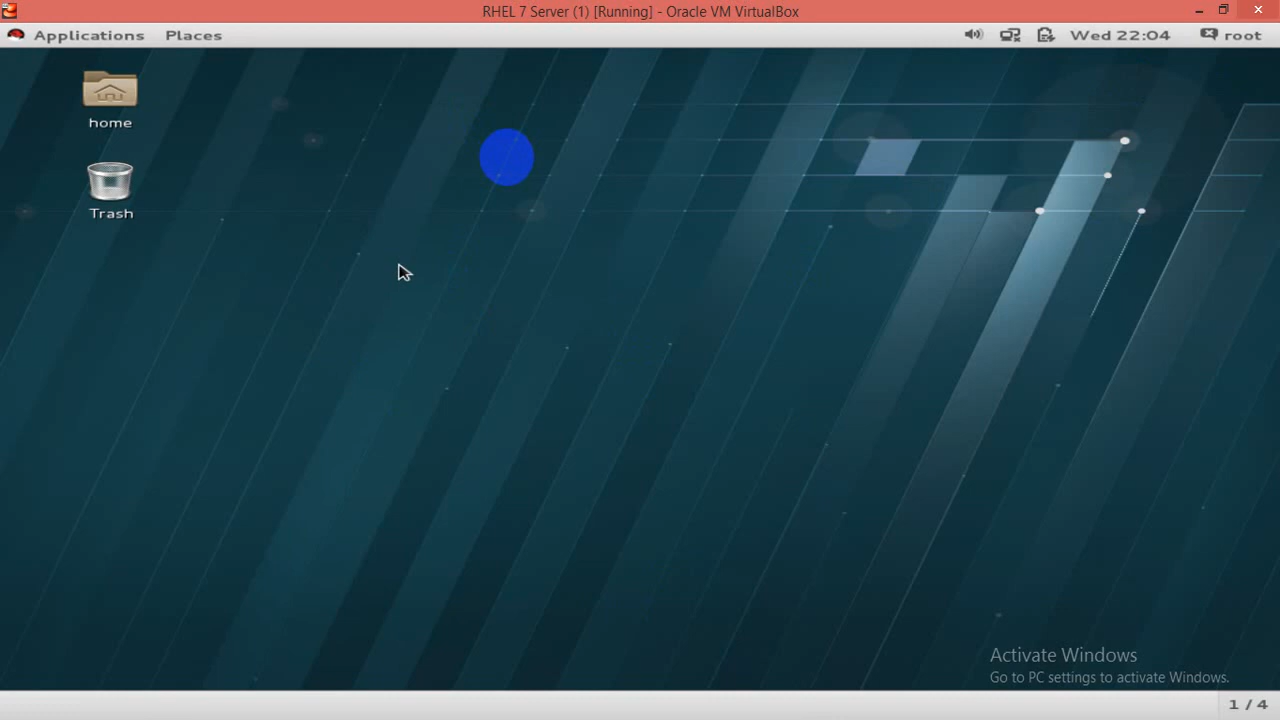 RHEL 7 Server (1) [Running] - Oracle VM VirtualBox
Applications Places Wed 22:04 root
home
Trash
Activate Windows
Go to PC settings to activate Windows.
1 / 4